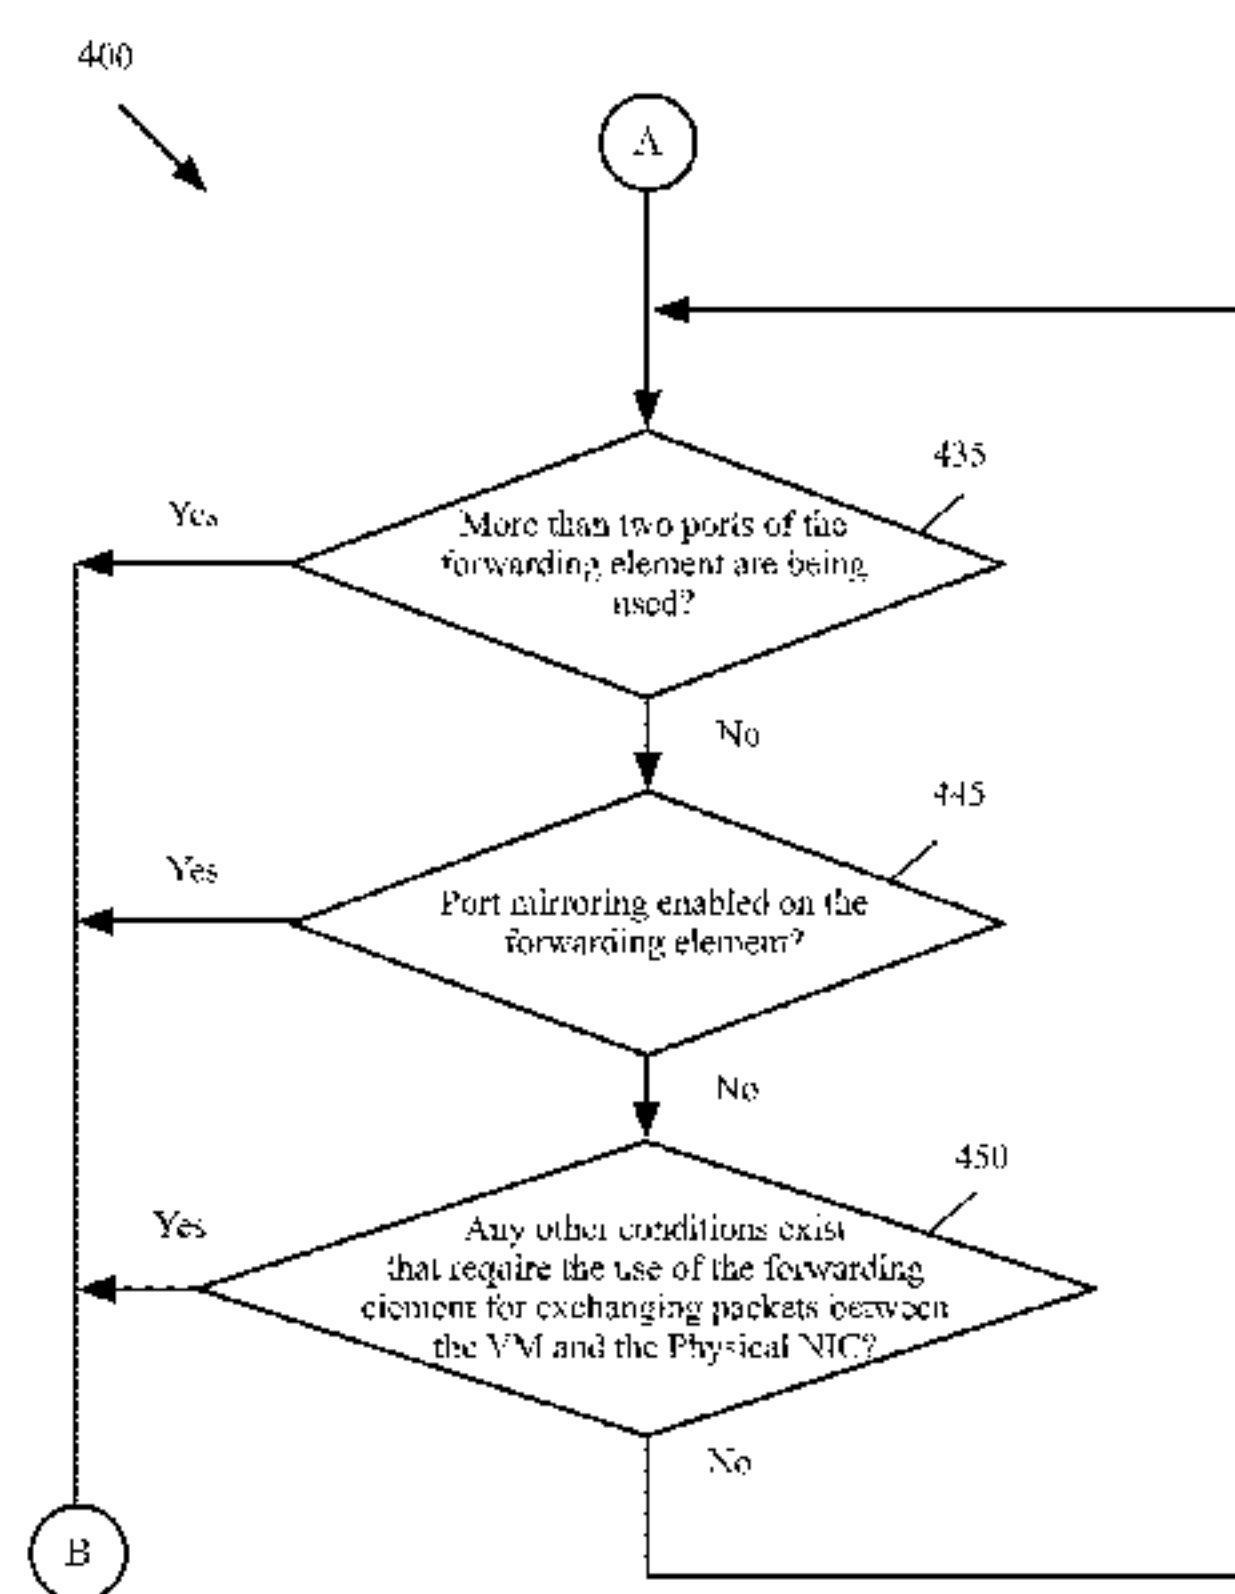 400
A
435
Yes
More than two ports of the
forwarding element are being
used?
No
445
Yes
Port mirroring enabled on the
forwarding element?
No
450
Yes
Any other conditions exist
that require the use of the forwarding
element for exchanging packets between
the VM and the Physical NIC?
No
B